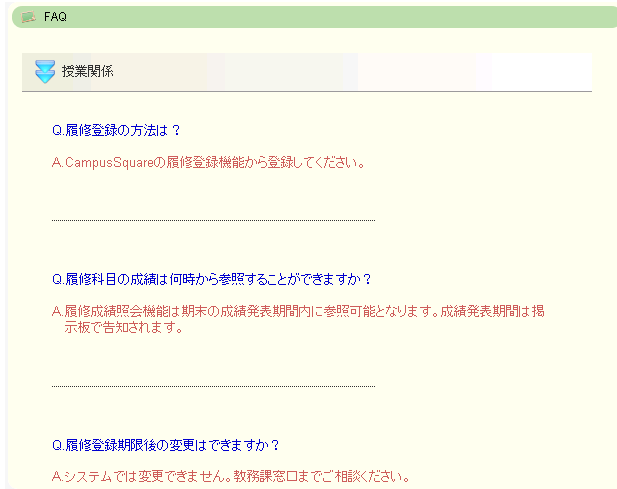 FAQ
授業関係
Q.履修登録の方法は？
A.CampusSquareの履修登録機能から登録してください。
Q.履修科目の成績は何時から参照することができますか？
A.履修成績照会機能は期末の成績発表期間内に参照可能となります。成績発表期間は掲
示板で告知されます。
Q.履修登録期限後の変更はできますか？
A.システムでは変更できません。教務課窓口までご相談ください。